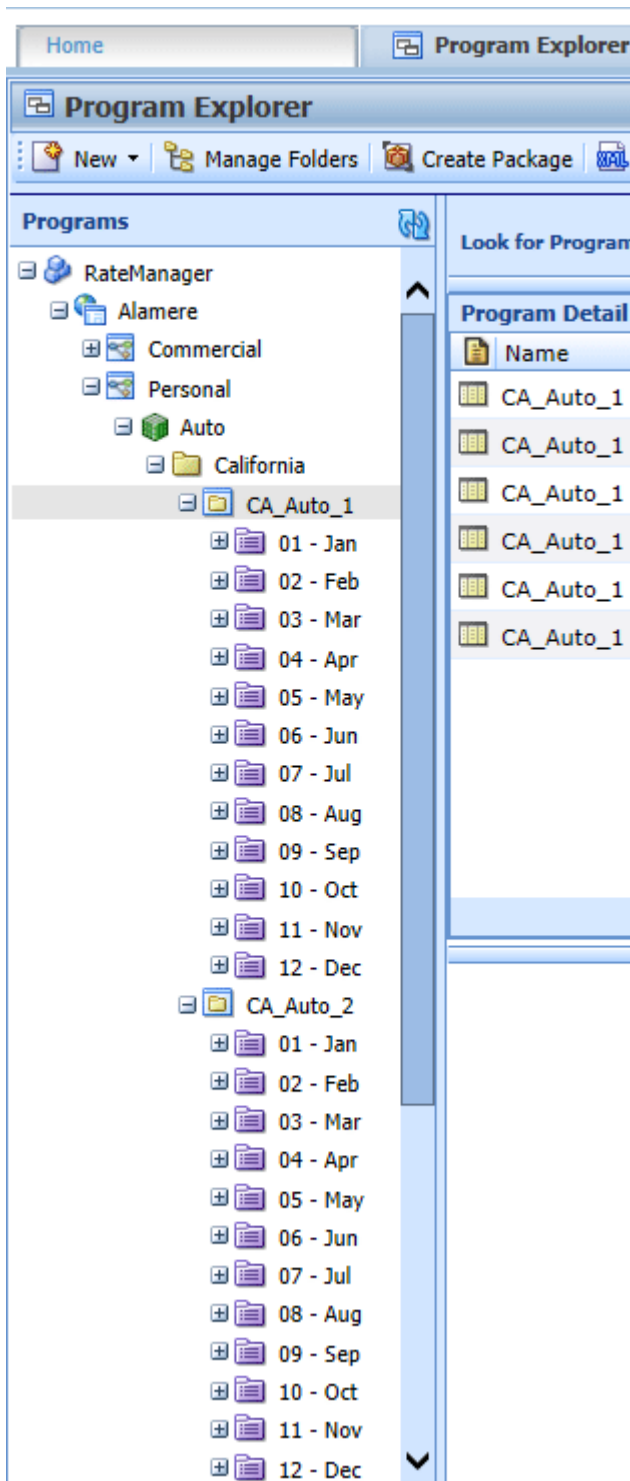 Home
Program Explorer
Program Explorer
New Manage Folders Create Package
Programs
Look for Program
RateManager
Alamere
Commercial
Personal
Auto
California
CA_Auto_1
01 - Jan
02 - Feb
03 - Mar
04 - Apr
05 - May
06 - Jun
07 - Jul
08 - Aug
09 - Sep
10 - Oct
11 - Nov
12 - Dec
CA_Auto_2
01 - Jan
02 - Feb
03 - Mar
04 - Apr
05 - May
06 - Jun
07 - Jul
08 - Aug
09 - Sep
10 - Oct
11 - Nov
12 - Dec
Program Detail
Name
CA_Auto_1
CA_Auto_1
CA_Auto_1
CA_Auto_1
CA_Auto_1
CA_Auto_1